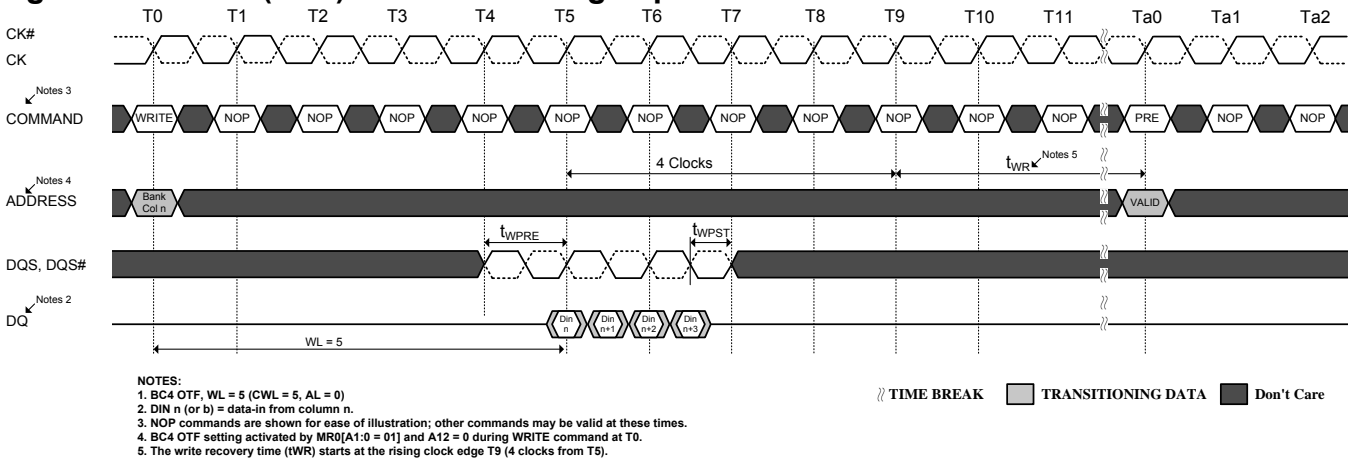 T0 T1 T2 T3 T4 T5 T6 T7 T8 T9 T10 T11 Ta0 Ta1 Ta2
CK#
CK
Notes 3
COMMAND WRITE NOP NOP NOP NOP NOP NOP NOP NOP NOP NOP NOP PRE NOP NOP
4 Clocks tWR Notes 5
Notes 4
ADDRESS Bank Col n VALID
tWPRE tWPST
DQS, DQS#
Notes 2
DQ Din n Din n+1 Din n+2 Din n+3
WL = 5
NOTES:
1. BC4 OTF, WL = 5 (CWL = 5, AL = 0)
2. DIN n (or b) = data-in from column n.
3. NOP commands are shown for ease of illustration; other commands may be valid at these times.
4. BC4 OTF setting activated by MR0[A1:0 = 01] and A12 = 0 during WRITE command at T0.
5. The write recovery time (tWR) starts at the rising clock edge T9 (4 clocks from T5).
TIME BREAK TRANSITIONING DATA Don't Care